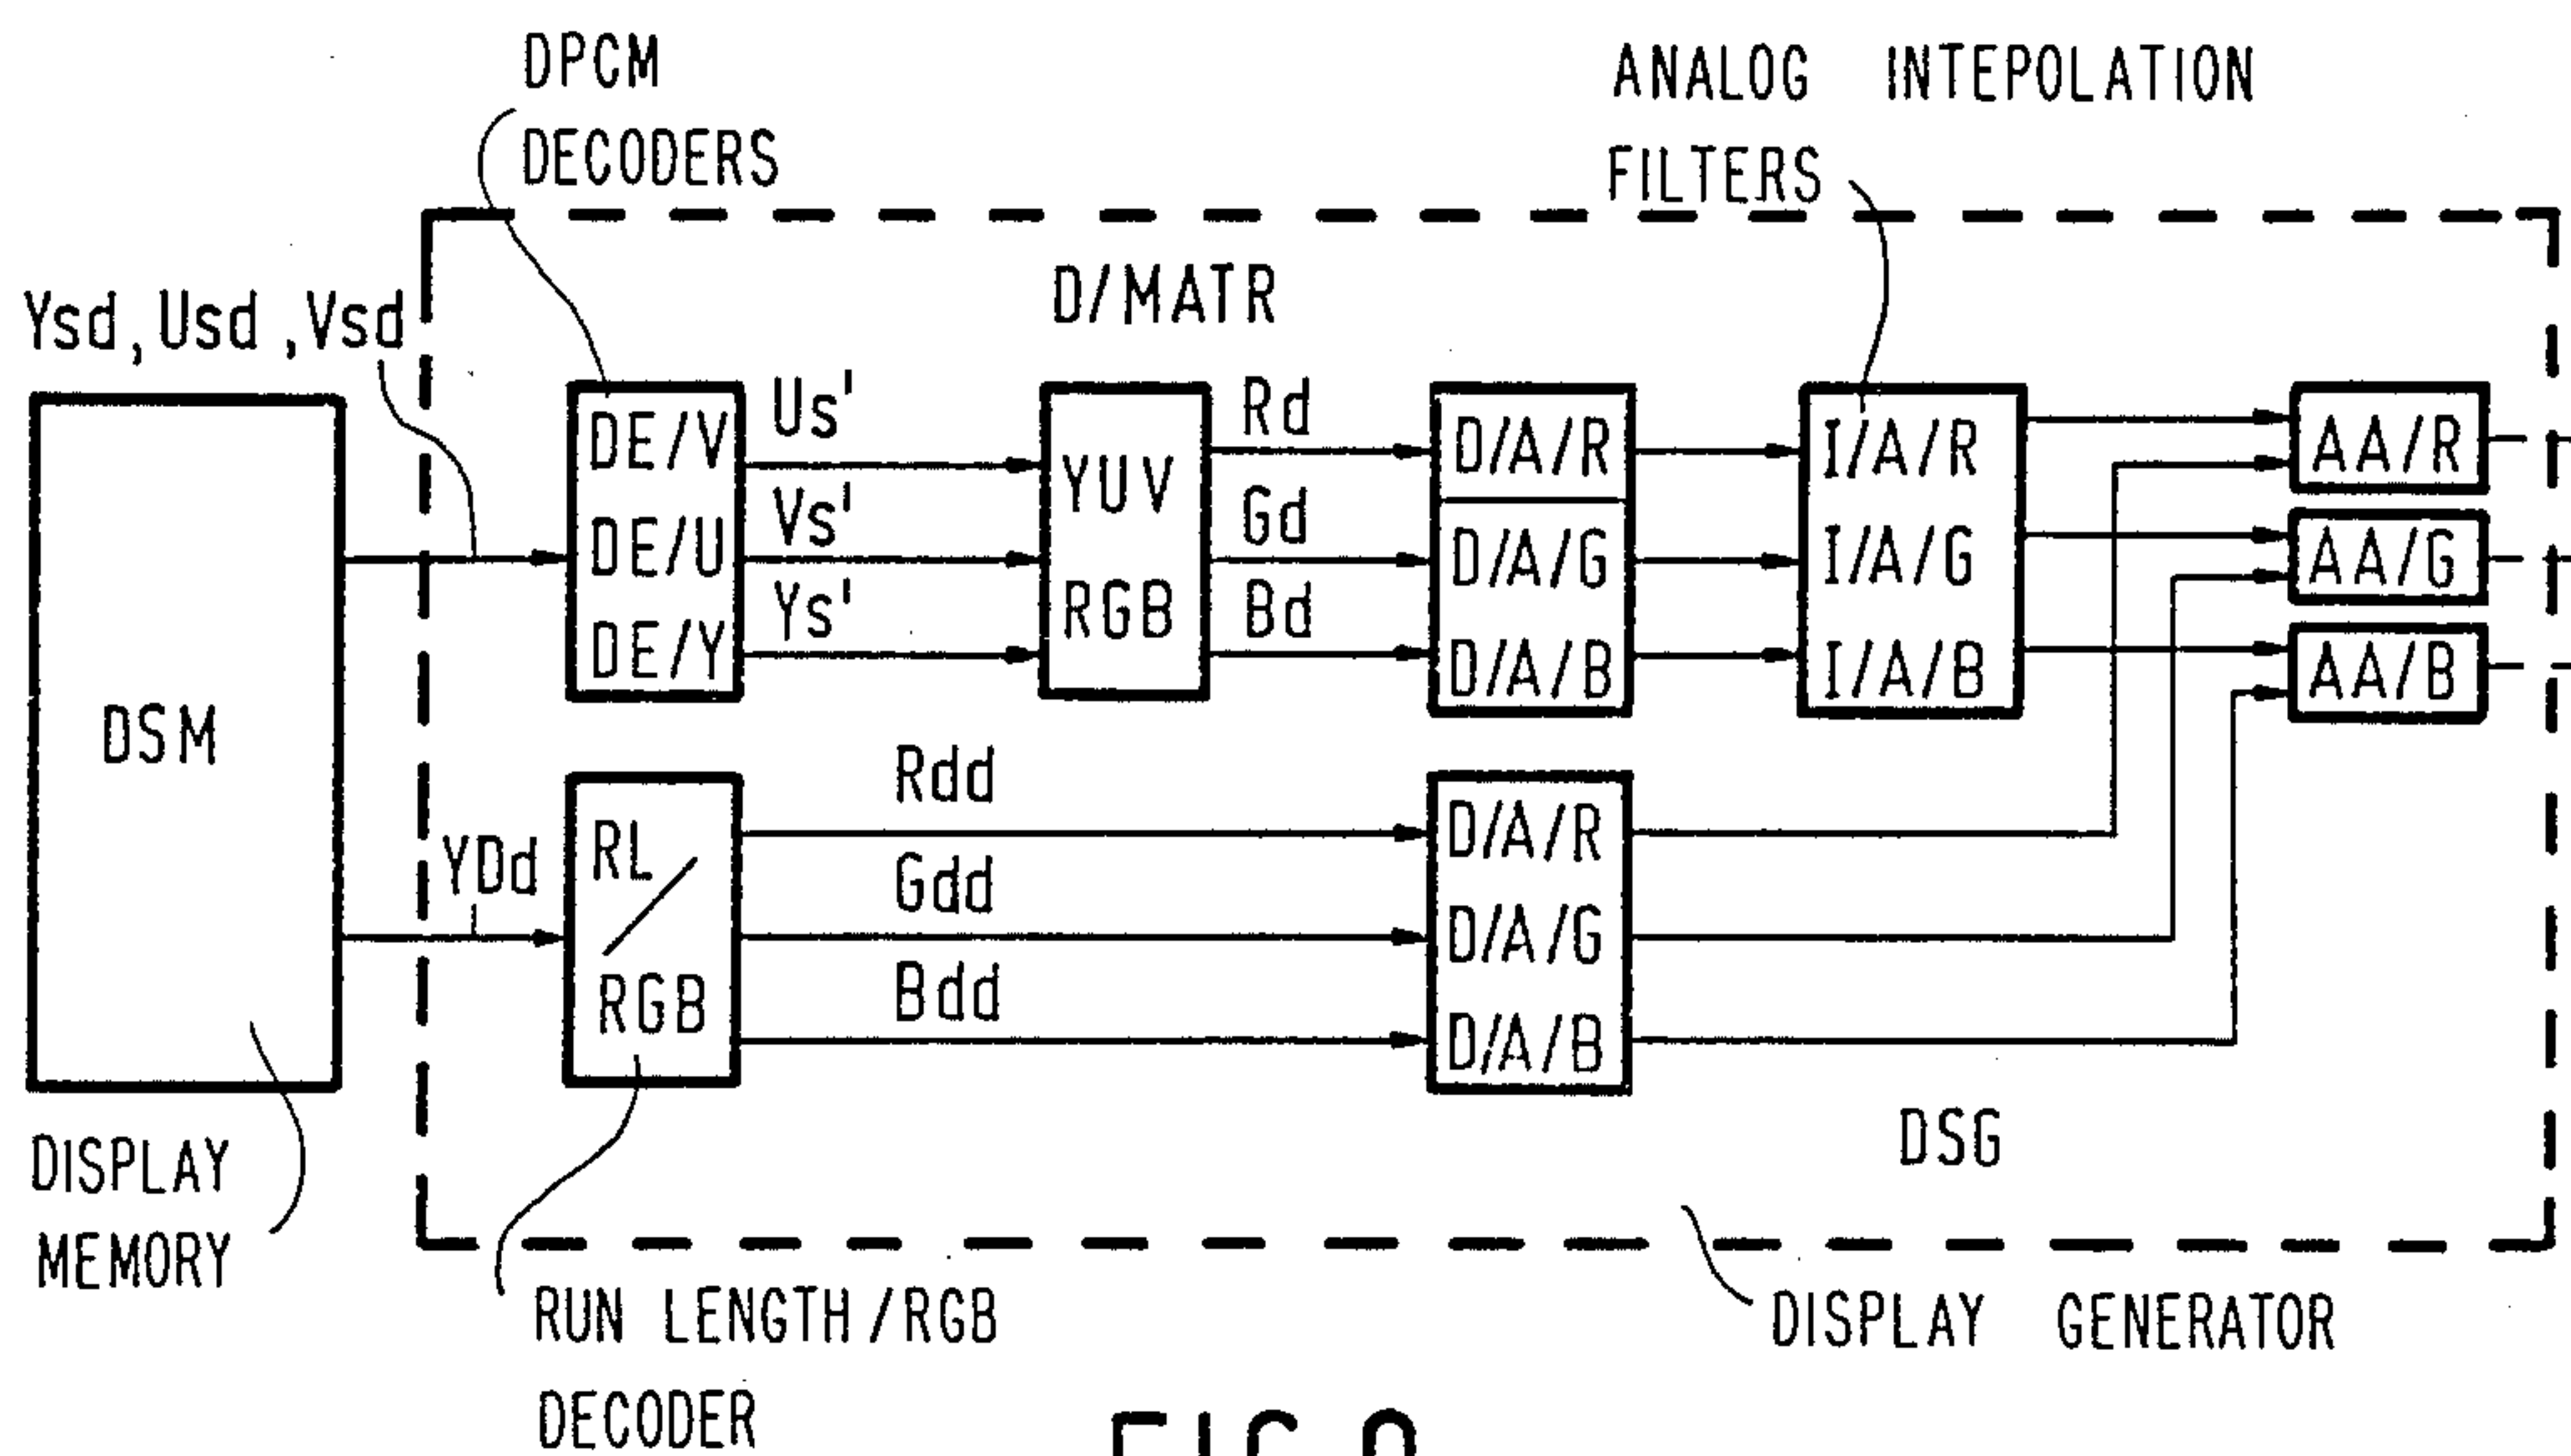 DPCM
DECODERS
ANALOG INTEPOLATION
FILTERS
Ysd, Usd, Vsd
D/MATR
DSM
DE/V
DE/U
DE/Y
Us'
Vs'
Ys'
YUV
RGB
Rd
Gd
Bd
D/A/R
D/A/G
D/A/B
I/A/R
I/A/G
I/A/B
AA/R
AA/G
AA/B
YDd
RL
/
RGB
Rdd
Gdd
Bdd
D/A/R
D/A/G
D/A/B
DSG
DISPLAY
MEMORY
RUN LENGTH/RGB
DECODER
DISPLAY GENERATOR